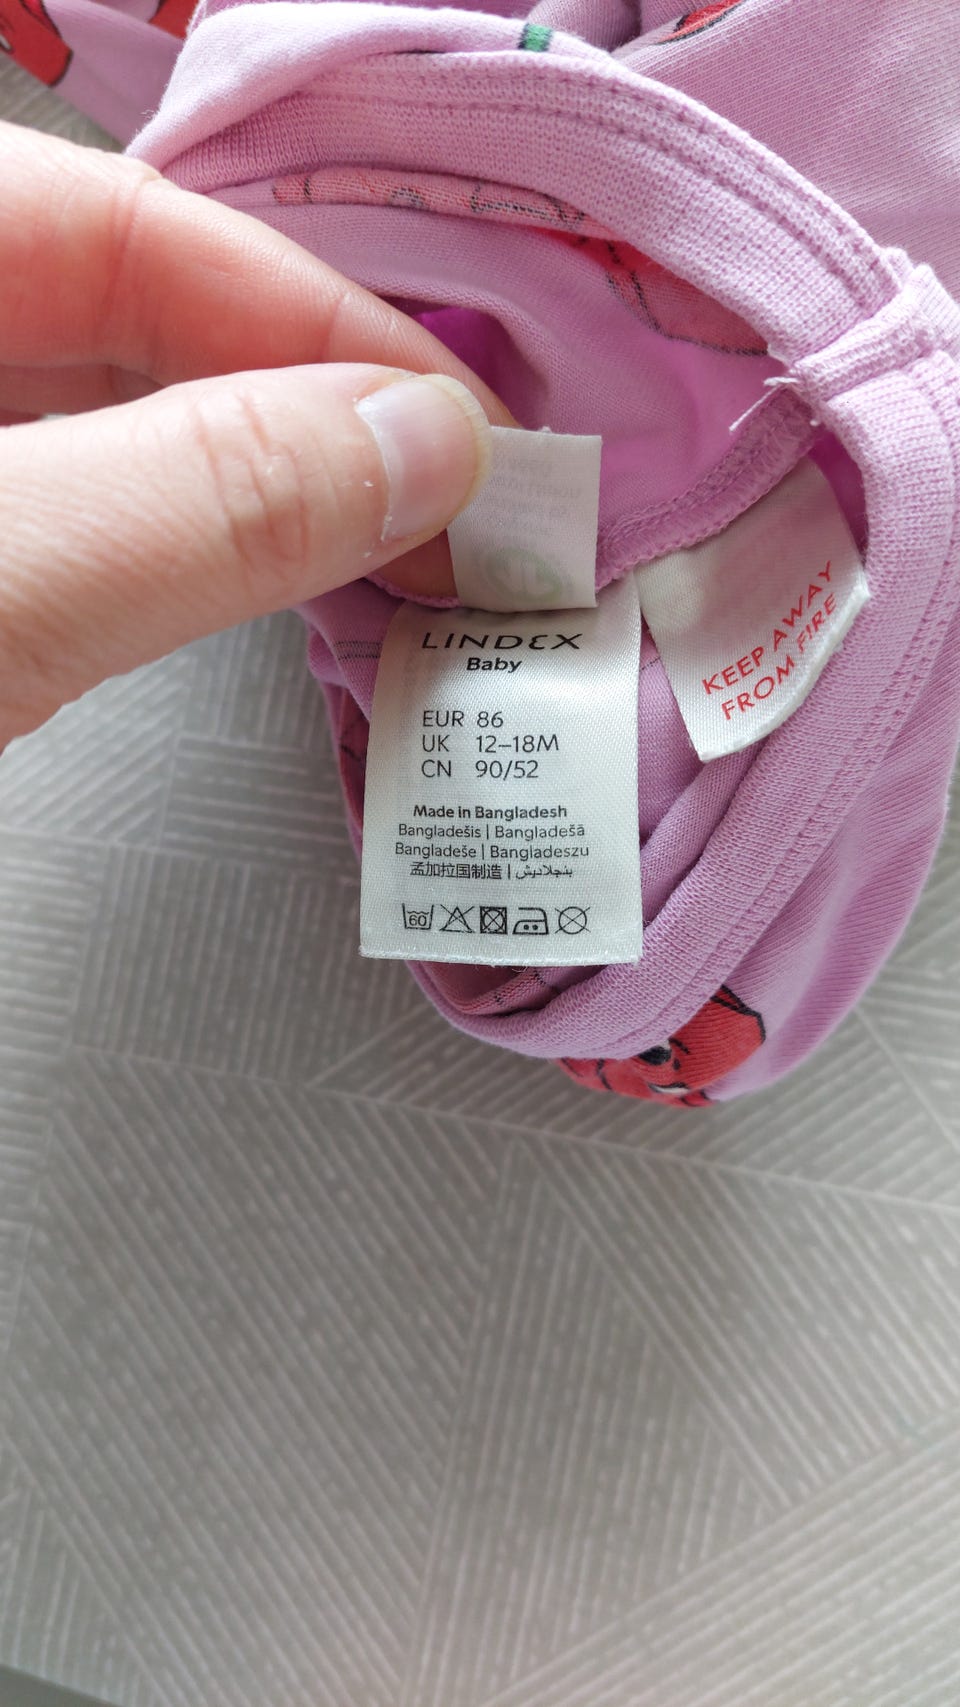 LINDEX
Baby
EUR 86
UK 12–18M
CN 90/52
Made in Bangladesh
Bangladešis | Bangladešā
Bangladeše | Bangladeszu
孟加拉国制造 | بنجلاديش
60
KEEP AWAY
FROM FIRE